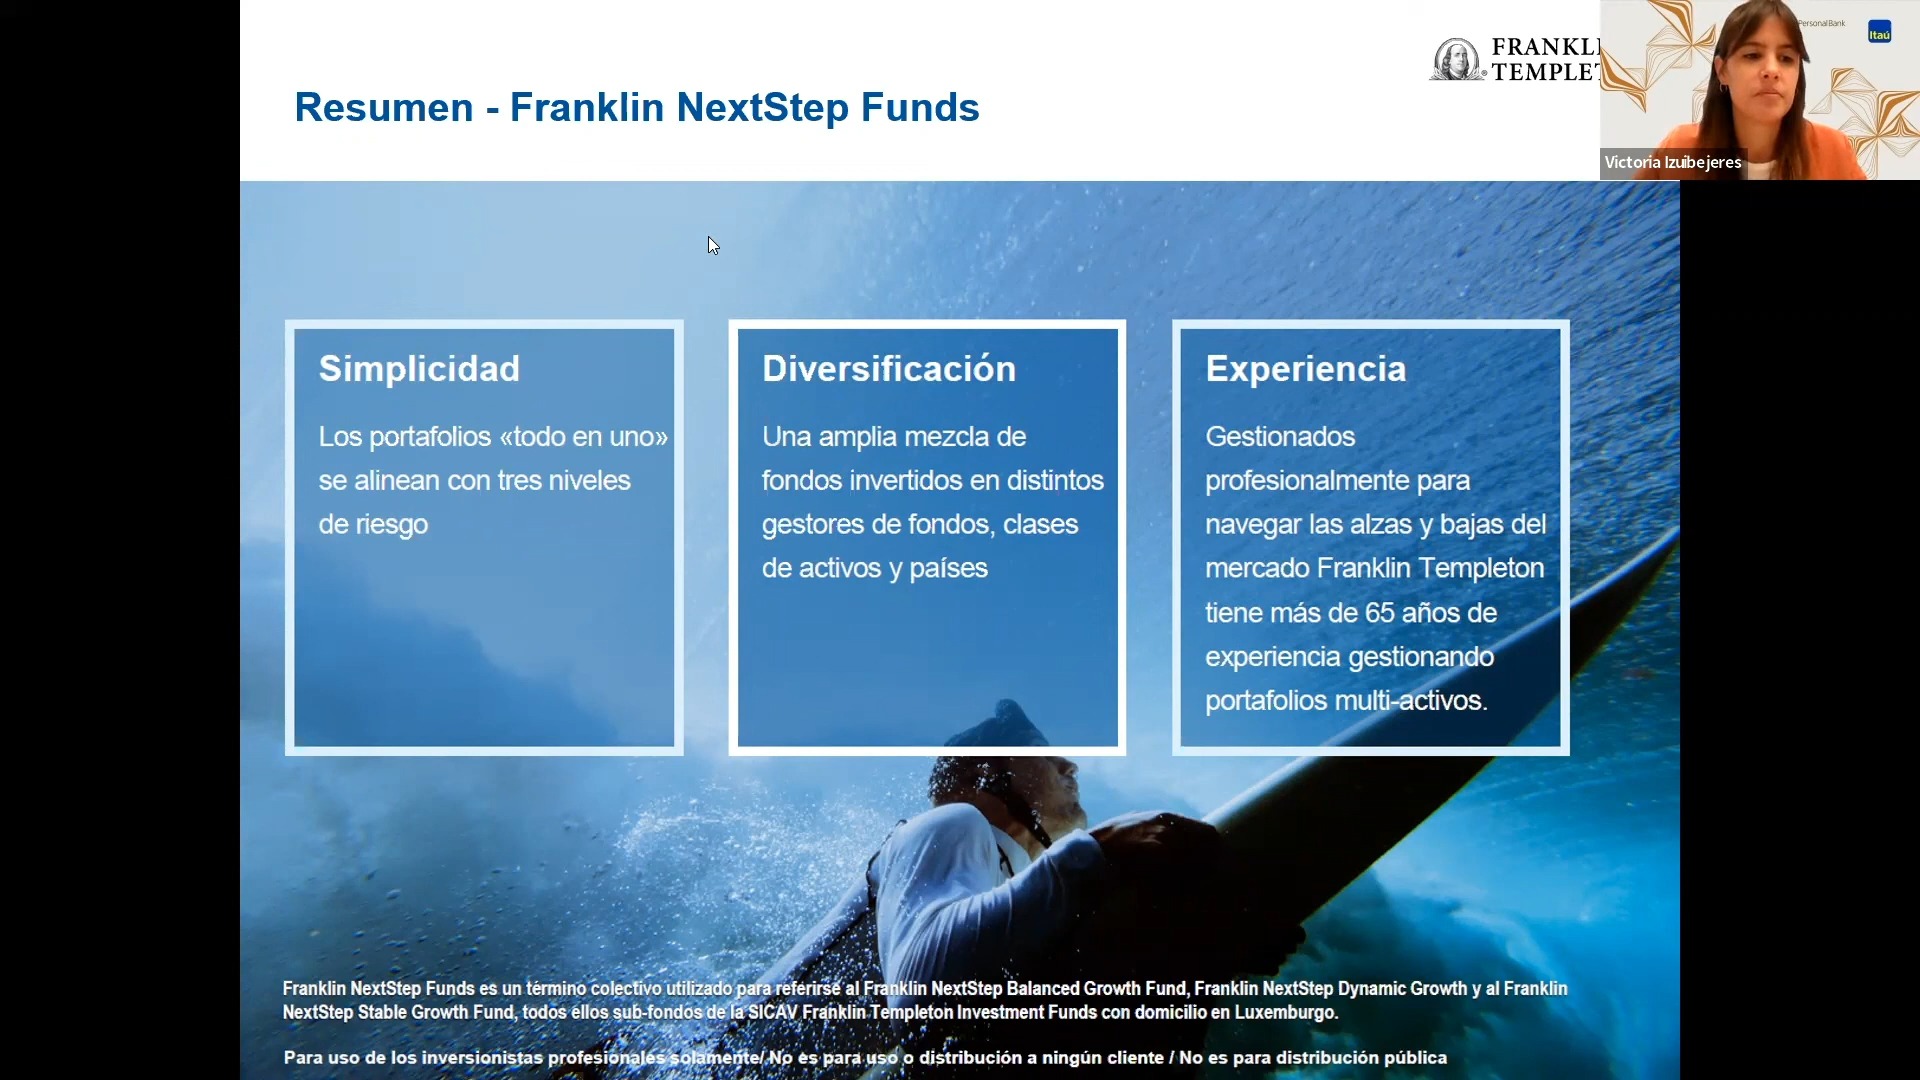 FRANKLI
TEMPLET
PersonalBank
Itaú
Victoria Izuibejeres
Resumen - Franklin NextStep Funds
Simplicidad
Los portafolios «todo en uno»
se alinean con tres niveles
de riesgo
Diversificación
Una amplia mezcla de
fondos invertidos en distintos
gestores de fondos, clases
de activos y países
Experiencia
Gestionados
profesionalmente para
navegar las alzas y bajas del
mercado Franklin Templeton
tiene más de 65 años de
experiencia gestionando
portafolios multi-activos.
Franklin NextStep Funds es un término colectivo utilizado para referirse al Franklin NextStep Balanced Growth Fund, Franklin NextStep Dynamic Growth y al Franklin
NextStep Stable Growth Fund, todos ellos sub-fondos de la SICAV Franklin Templeton Investment Funds con domicilio en Luxemburgo.
Para uso de los inversionistas profesionales solamente/ No es para uso o distribución a ningún cliente / No es para distribución pública